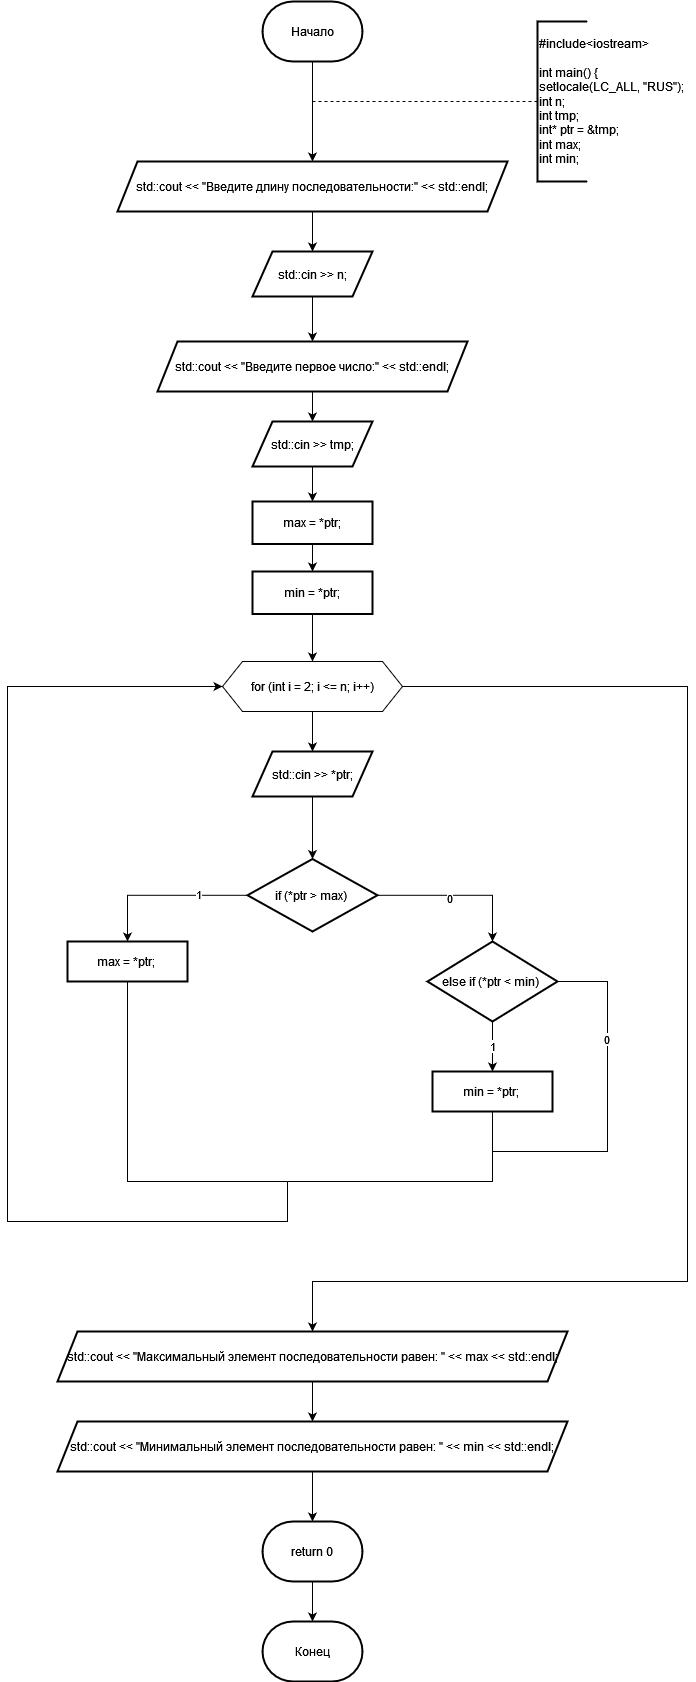 Начало
#include<iostream>
int main() {
setlocale(LC_ALL, "RUS");
int n;
int tmp;
int* ptr = &tmp;
int max;
int min;
std::cout << "Введите длину последовательности:" << std::endl;
std::cin >> n;
std::cout << "Введите первое число:" << std::endl;
std::cin >> tmp;
max = *ptr;
min = *ptr;
for (int i = 2; i <= n; i++)
std::cin >> *ptr;
if (*ptr > max)
1
0
max = *ptr;
else if (*ptr < min)
0
1
min = *ptr;
std::cout << "Максимальный элемент последовательности равен: " << max << std::endl;
std::cout << "Минимальный элемент последовательности равен: " << min << std::endl;
return 0
Конец